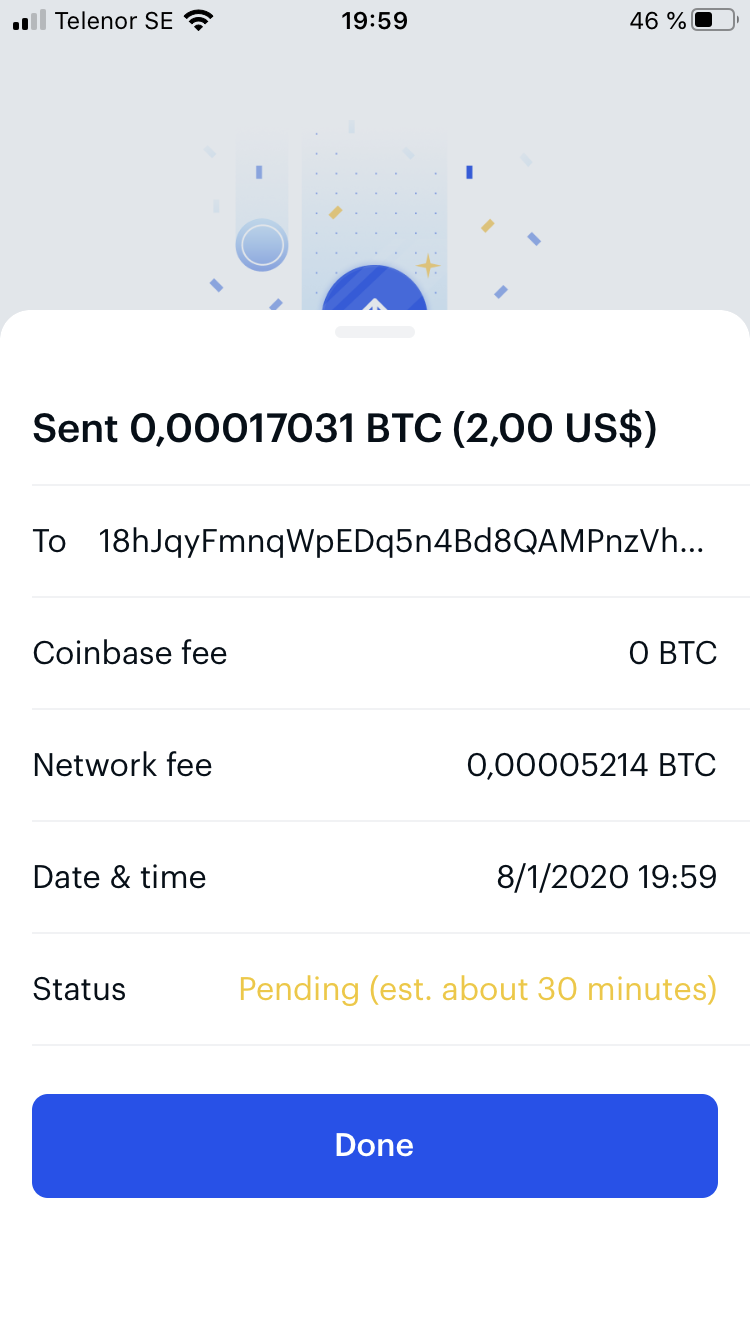 Telenor SE 19:59 46 %
Sent 0,00017031 BTC (2,00 US$)
To 18hJqyFmnqWpEDq5n4Bd8QAMPnzVh...
Coinbase fee 0 BTC
Network fee 0,00005214 BTC
Date & time 8/1/2020 19:59
Status Pending (est. about 30 minutes)
Done